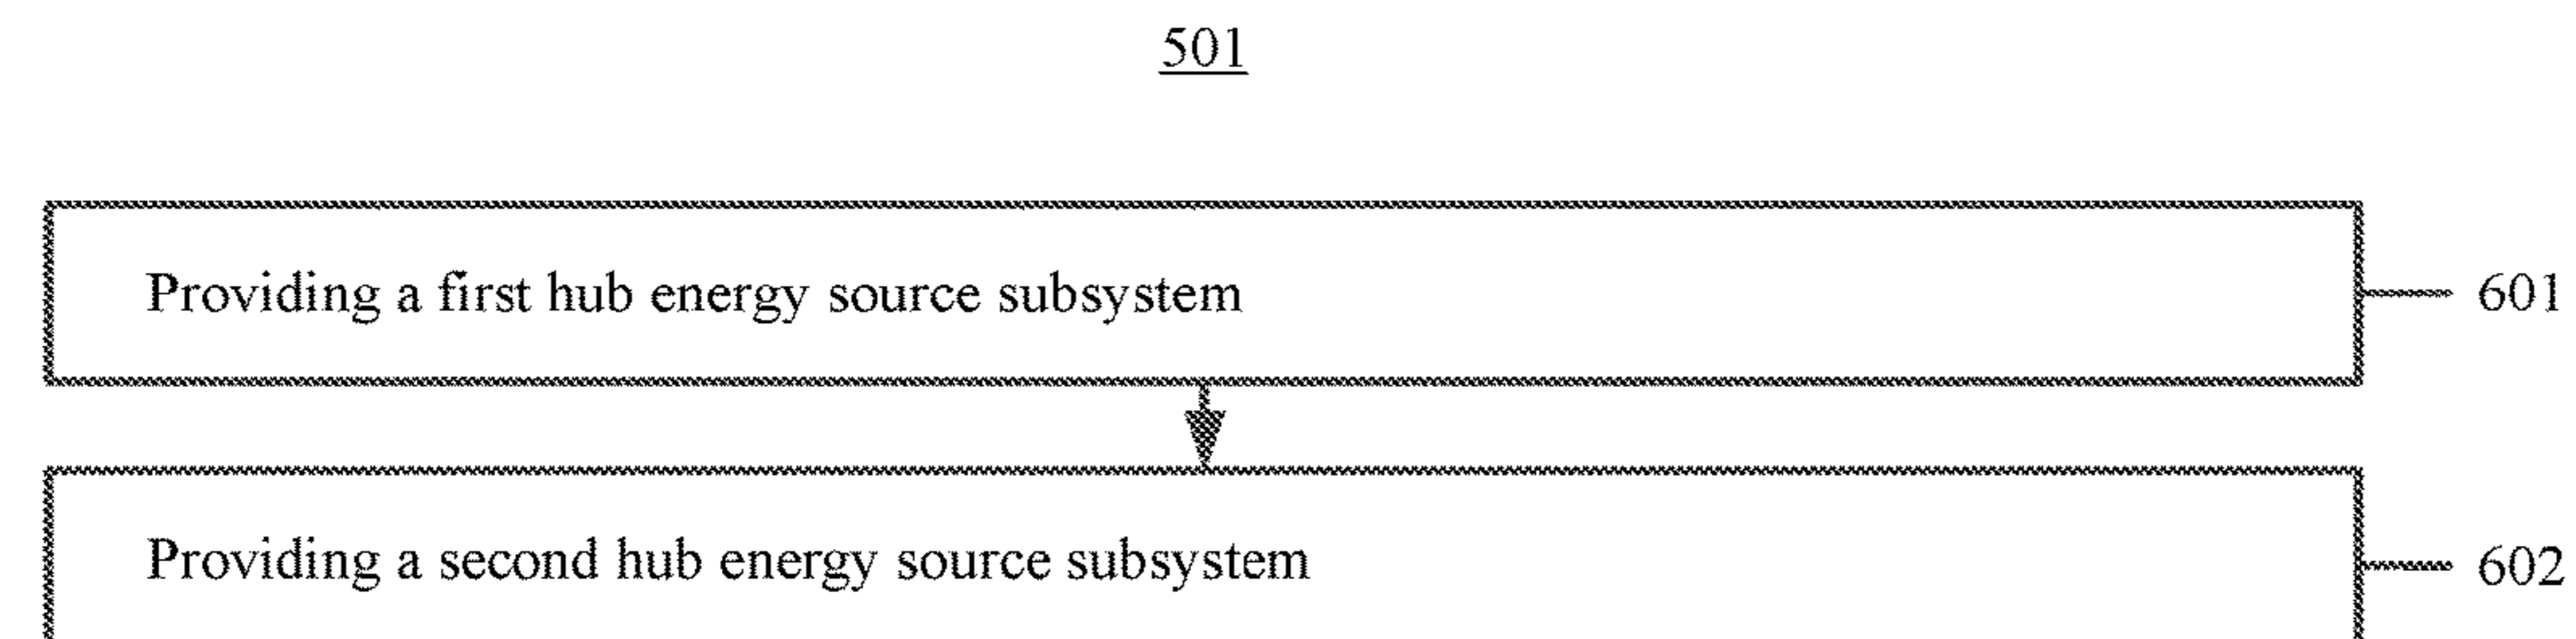 501
Providing a first hub energy source subsystem
601
Providing a second hub energy source subsystem
602